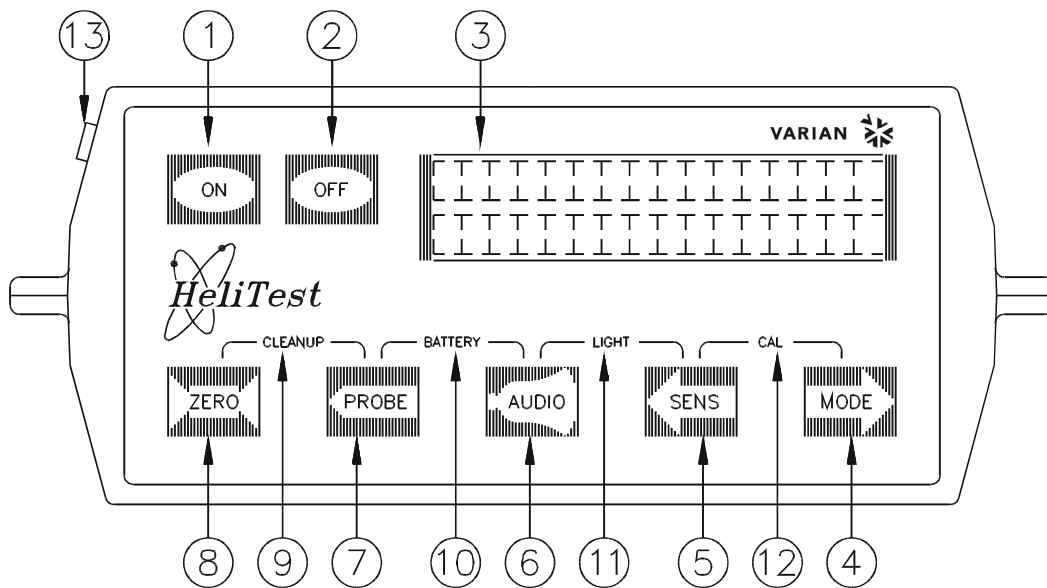 13 1 2 3
VARIAN
ON OFF
HeliTest
CLEANUP BATTERY LIGHT CAL
ZERO PROBE AUDIO SENS MODE
8 9 7 10 6 11 5 12 4